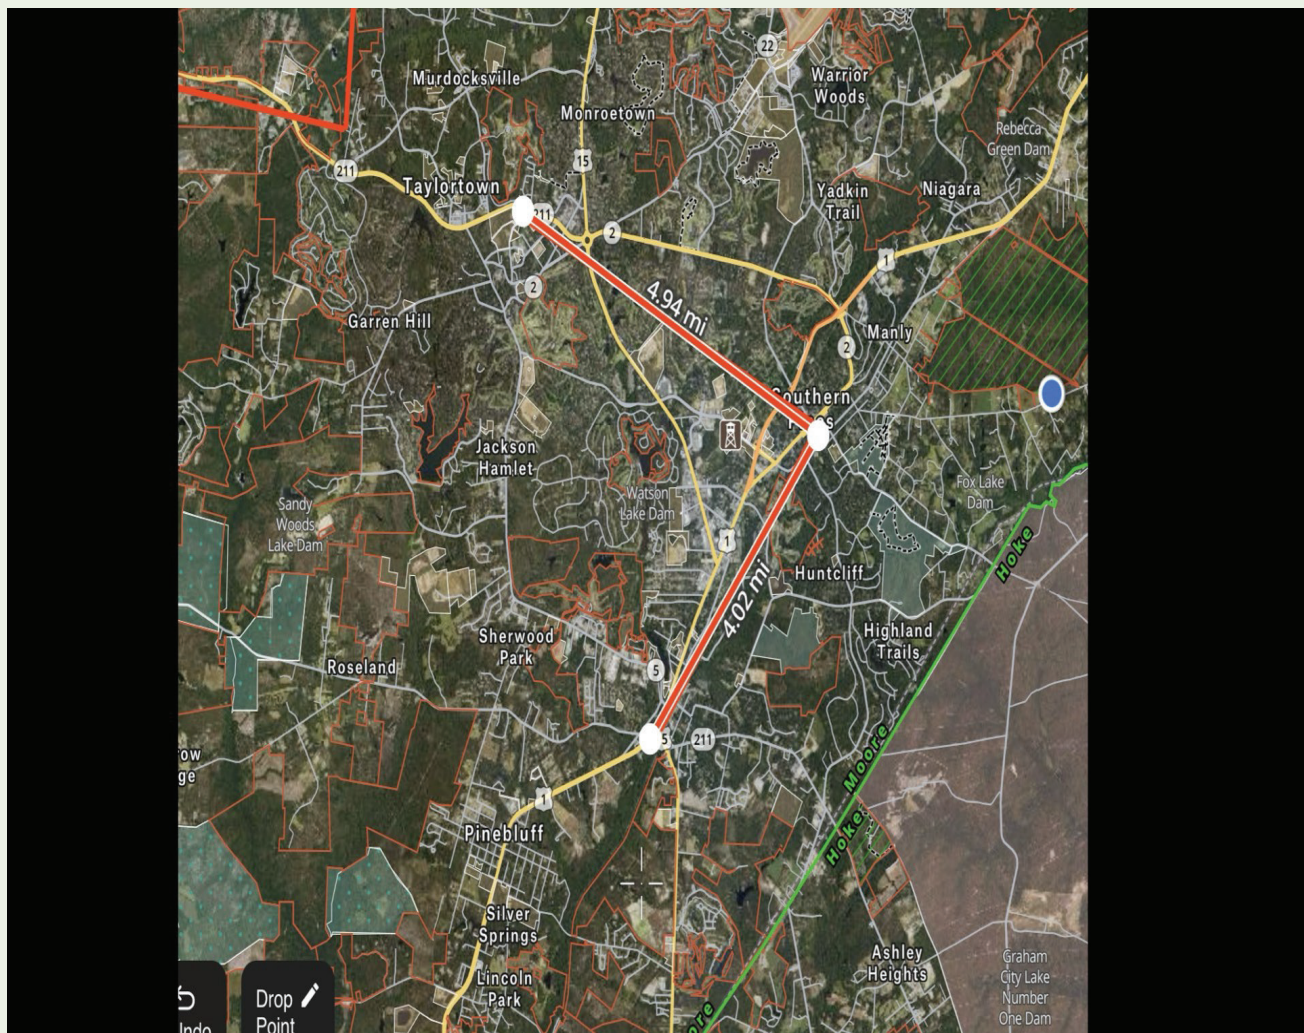 22
Murdocksville
Warrior
Woods
Monroetown
Rebecca
Green Dam
15
211
Taylortown
Yadkin
Trail
Niagara
211
2
1
2
4.94 mi
Garren Hill
Manly
2
Southern
Jackson
Hamlet
Watson
Lake Dam
Fox Lake
Dam
Sandy
Woods
Lake Dam
1
Hoke
Huntcliff
4.02 mi
Highland
Trails
Sherwood
Park
Roseland
5
5
211
Moore
1
Hoke
Pinebluff
Silver
Springs
Ashley
Heights
Lincoln
Park
Graham
City Lake
Number
One Dam
Drop
Point